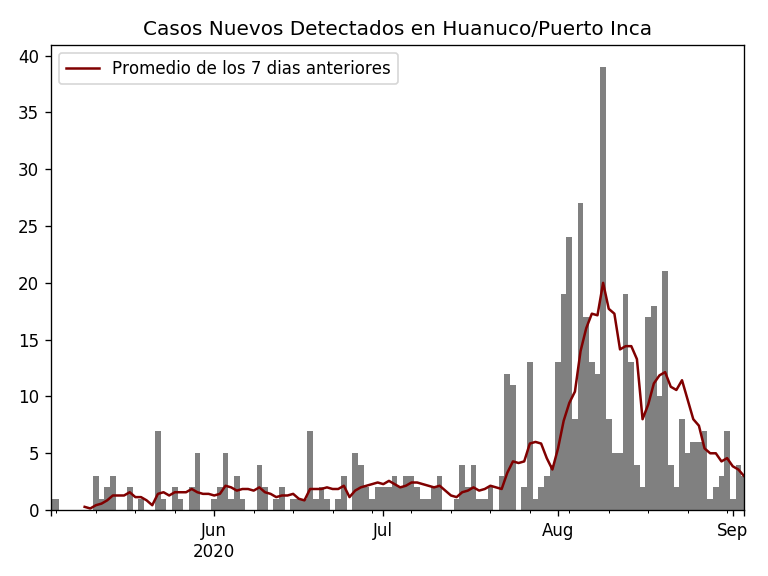 Casos Nuevos Detectados en Huanuco/Puerto Inca
Promedio de los 7 dias anteriores
40
35
30
25
20
15
10
5
0
Jun
2020
Jul
Aug
Sep